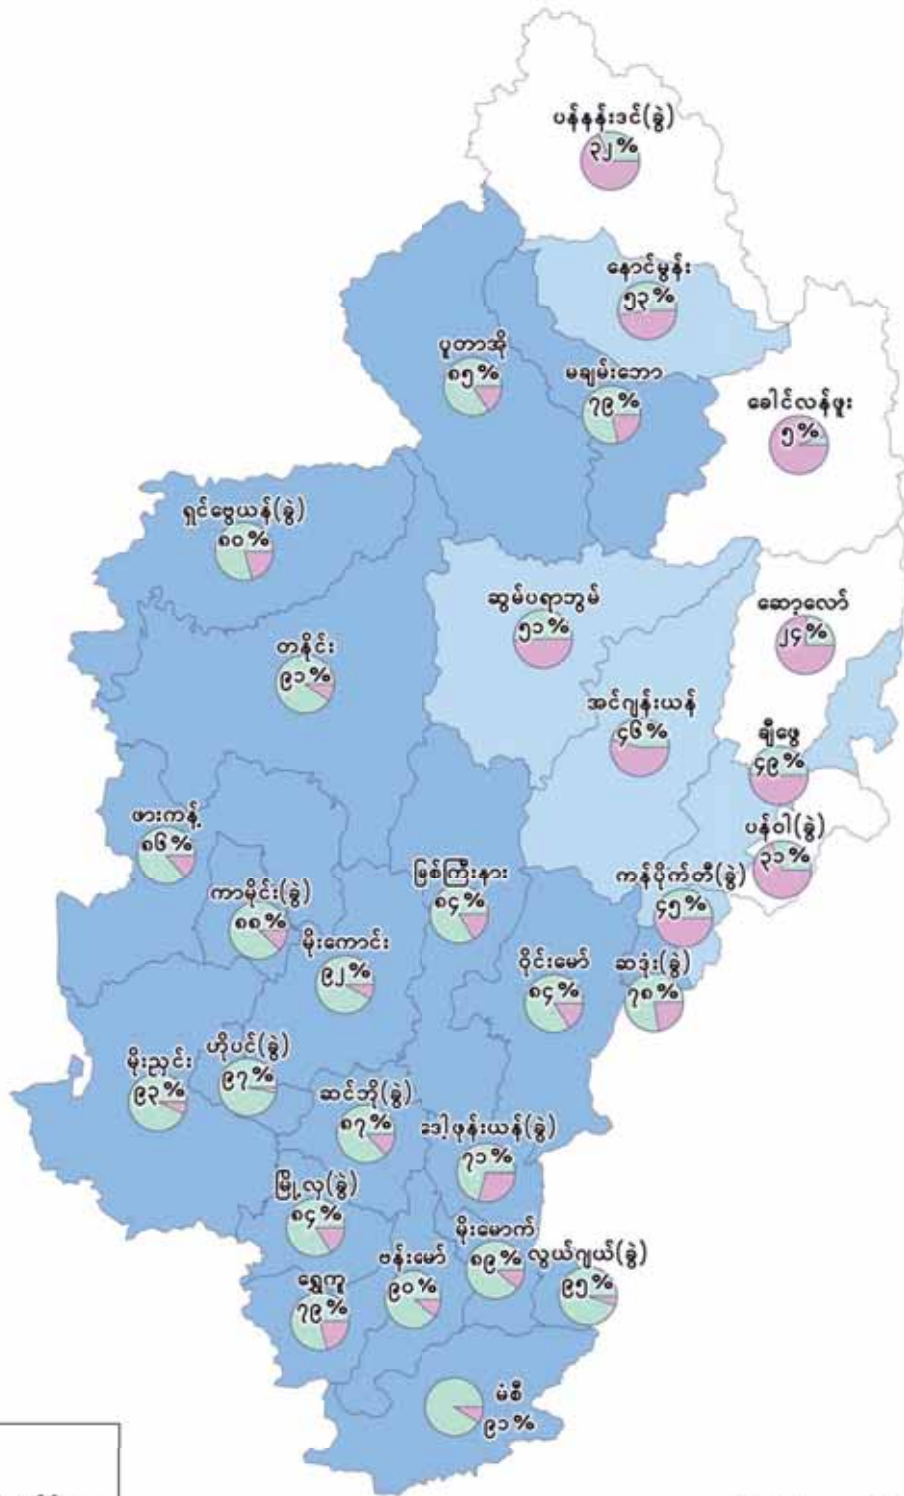 ပန်နန်းဒင်(ခွဲ)
၃၂%
နောင်မွန်း
၅၃%
ပူတာအို
၈၅%
မချမ်းဘော
၇၉%
ခေါင်လန်ဖူး
၅%
ရှင်ဗွေယန်(ခွဲ)
၈၀%
ဆွမ်ပရာဘွမ်
၅၁%
ဆော့လော်
၂၄%
တနိုင်း
၉၁%
အင်ဂျန်းယန်
၄၆%
ချီဖွေ
၄၉%
ဖားကန့်
၈၆%
ပန်ဝါ(ခွဲ)
၃၁%
မြစ်ကြီးနား
၈၄%
ကန်ပိုက်တီ(ခွဲ)
၄၅%
ကာမိုင်း(ခွဲ)
၈၈%
မိုးကောင်း
၉၂%
ဝိုင်းမော်
၈၄%
ဆဒုံး(ခွဲ)
၇၈%
မိုးညှင်း
၉၃%
ဟိုပင်(ခွဲ)
၉၇%
ဆင်ဘို(ခွဲ)
၈၇%
ဒေါ့ဖုန်းယန်(ခွဲ)
၇၁%
မြို့လှ(ခွဲ)
၈၄%
မိုးမောက်
၈၉%
လွယ်ဂျယ်(ခွဲ)
၉၅%
ဗန်းမော်
၉၀%
ရွှေကူ
၇၉%
မံစီ
၉၁%